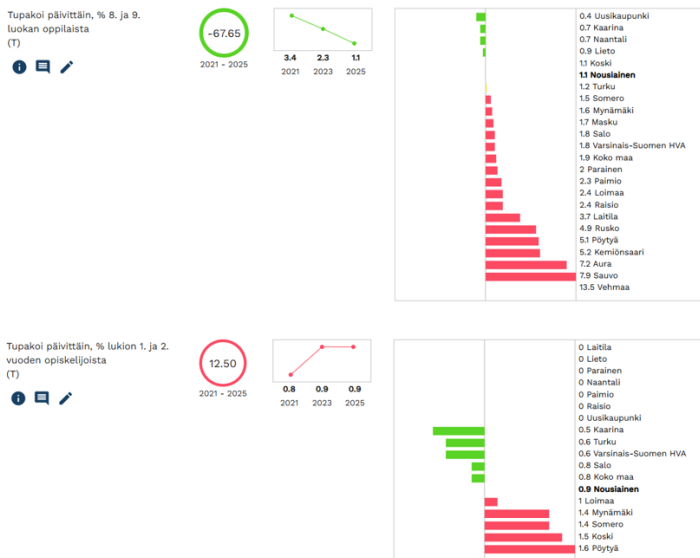 Tupakoi päivittäin, % 8. ja 9.
luokan oppilaista
(T)
-67.65
2021 - 2025
3.4 2.3 1.1
2021 2023 2025
0.4 Uusikaupunki
0.7 Kaarina
0.7 Naantali
0.9 Lieto
1.1 Koski
1.1 Nousiainen
1.2 Turku
1.5 Somero
1.6 Mynämäki
1.7 Masku
1.8 Salo
1.8 Varsinais-Suomen HVA
1.9 Koko maa
2 Parainen
2.3 Paimio
2.4 Loimaa
2.4 Raisio
3.7 Laitila
4.9 Rusko
5.1 Pöytyä
5.2 Kemiönsaari
7.2 Aura
7.9 Sauvo
13.5 Vehmaa
Tupakoi päivittäin, % lukion 1. ja 2.
vuoden opiskelijoista
(T)
12.50
2021 - 2025
0.8 0.9 0.9
2021 2023 2025
0 Laitila
0 Lieto
0 Parainen
0 Naantali
0 Paimio
0 Raisio
0 Uusikaupunki
0.5 Kaarina
0.6 Turku
0.6 Varsinais-Suomen HVA
0.8 Salo
0.8 Koko maa
0.9 Nousiainen
1 Loimaa
1.4 Mynämäki
1.4 Somero
1.5 Koski
1.6 Pöytyä